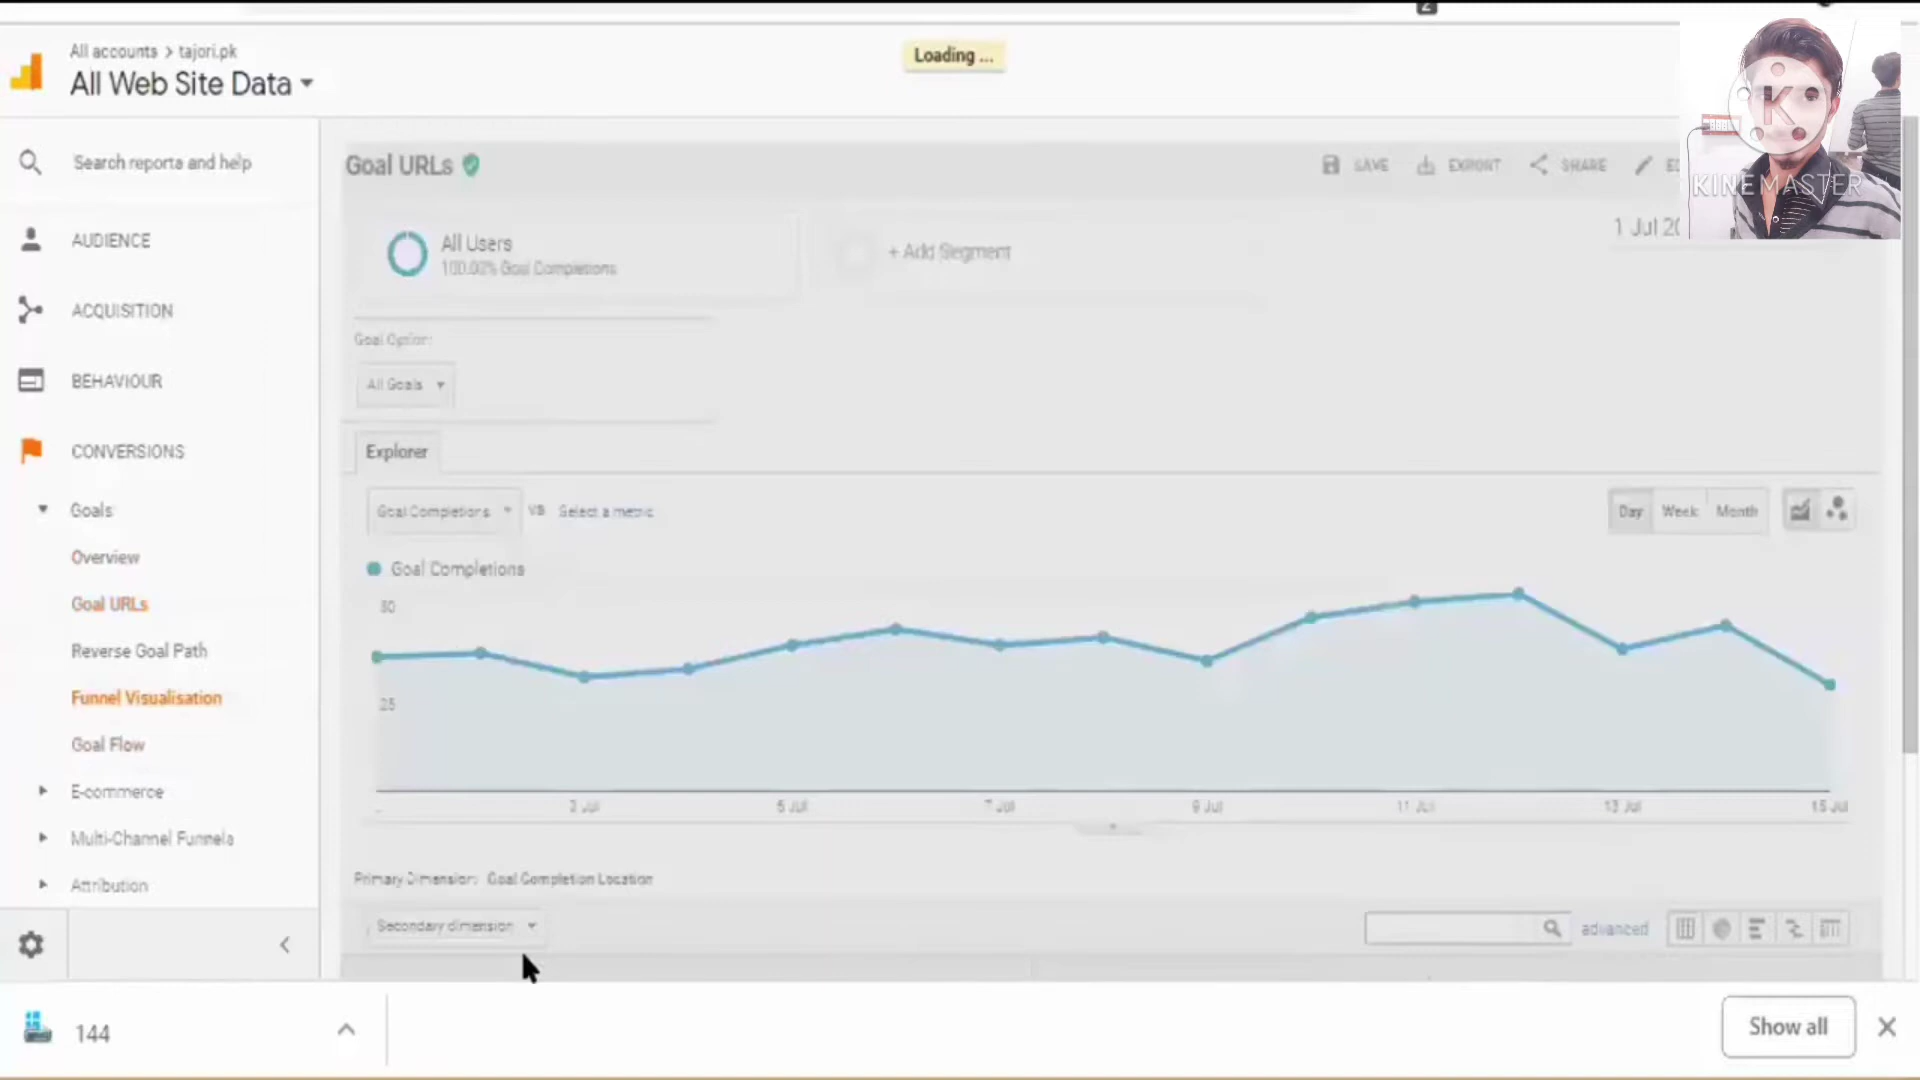 All accounts > tajori.pk
All Web Site Data
Loading ...
Search reports and help
AUDIENCE
ACQUISITION
BEHAVIOUR
CONVERSIONS
Goals
Overview
Goal URLs
Reverse Goal Path
Funnel Visualisation
Goal Flow
E-commerce
Multi-Channel Funnels
Attribution
Goal URLs
SAVE
EXPORT
SHARE
All Users
100.00% Goal Completions
+ Add Segment
1 Jul 20
Goal Option:
All Goals
Explorer
Goal Completions
VS
Select a metric
Day
Week
Month
Goal Completions
50
25
3 Jul
5 Jul
7 Jul
9 Jul
11 Jul
13 Jul
15 Jul
Primary Dimension: Goal Completion Location
Secondary dimension
advanced
144
Show all
K
KINEMASTER